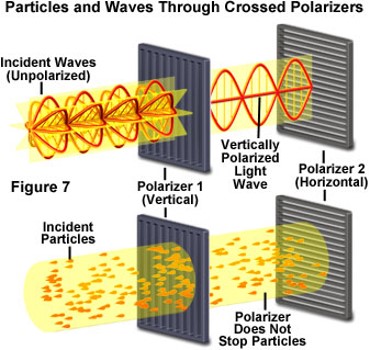 Particles and Waves Through Crossed Polarizers
Incident Waves
(Unpolarized)
Vertically
Polarized
Light
Wave
Polarizer 1
(Vertical)
Polarizer 2
(Horizontal)
Figure 7
Incident
Particles
Polarizer
Does Not
Stop Particles